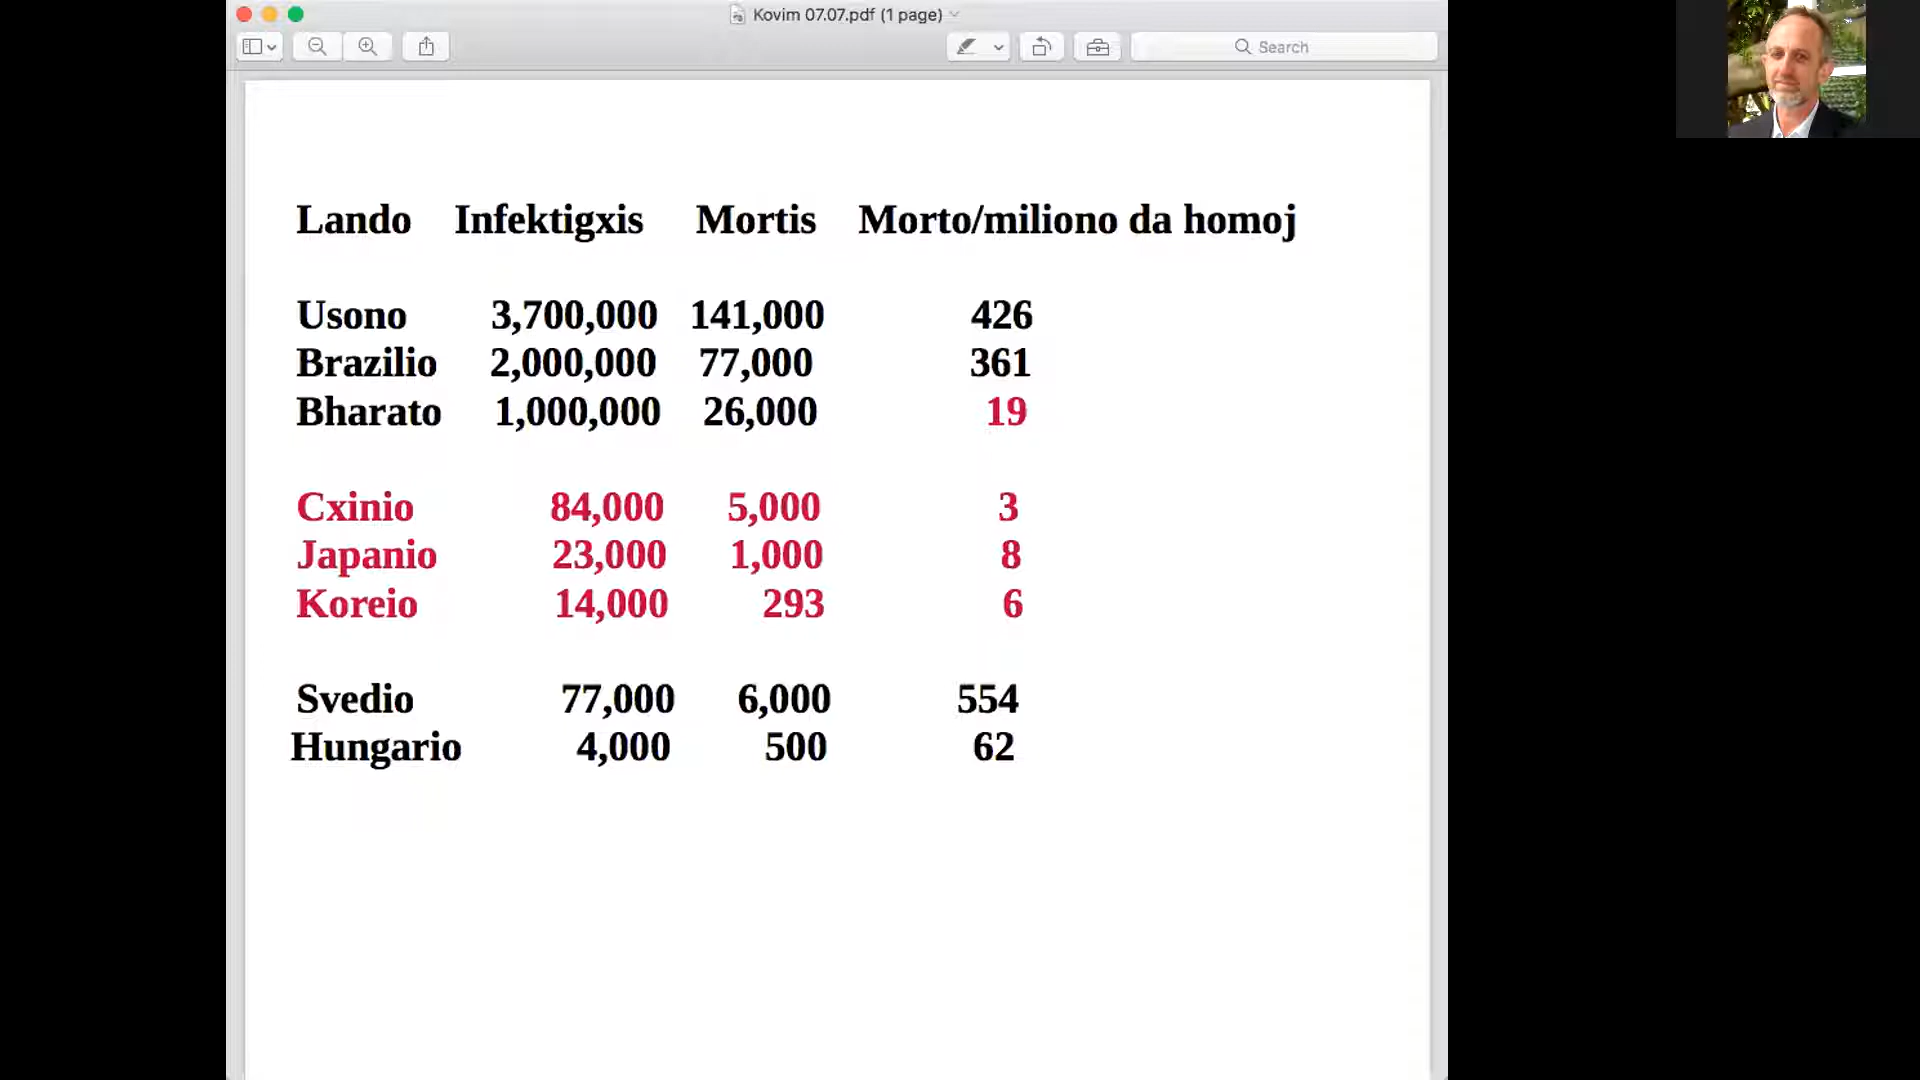 Kovim 07.07.pdf (1 page)
Search
Lando Infektigxis Mortis Morto/miliono da homoj
Usono 3,700,000 141,000 426
Brazilio 2,000,000 77,000 361
Bharato 1,000,000 26,000 19
Cxinio 84,000 5,000 3
Japanio 23,000 1,000 8
Koreio 14,000 293 6
Svedio 77,000 6,000 554
Hungario 4,000 500 62